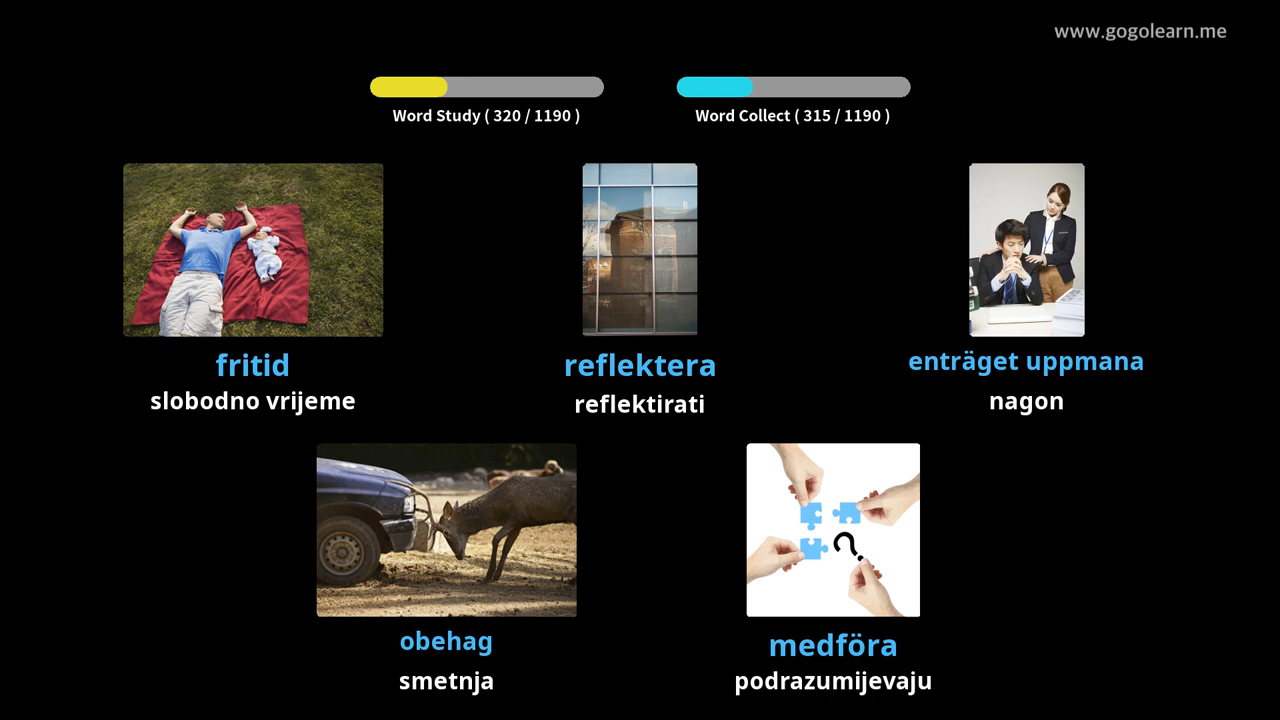 www.gogolearn.me
Word Study ( 320 / 1190 )
Word Collect ( 315 / 1190 )
fritid
slobodno vrijeme
reflektera
reflektirati
enträget uppmana
nagon
obehag
smetnja
medföra
podrazumijevaju